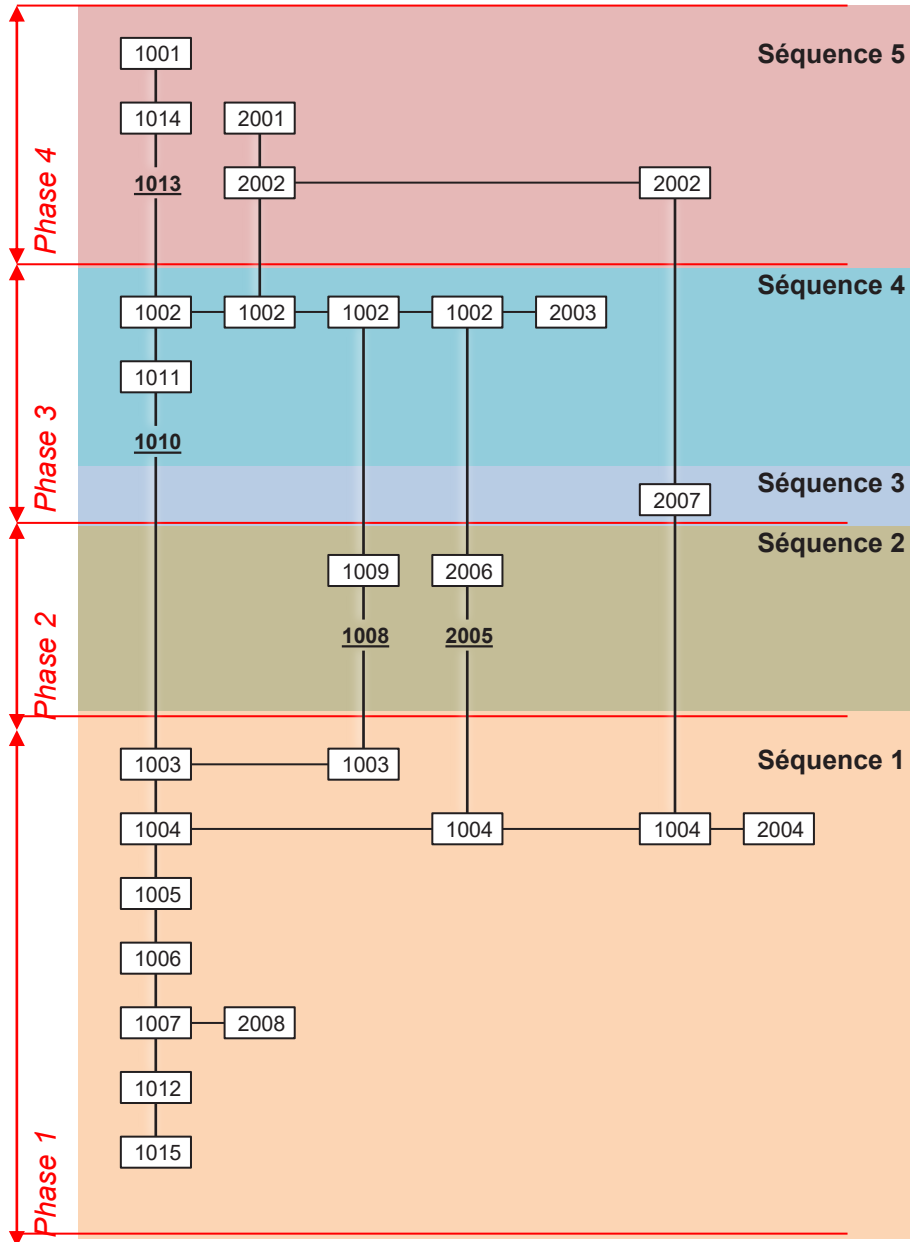 1001
Séquence 5
1014 2001
Phase 4
1013 2002 2002
Séquence 4
1002 1002 1002 1002 2003
1011
Phase 3
1010
Séquence 3
2007
Séquence 2
1009 2006
Phase 2
1008 2005
Séquence 1
1003 1003
1004 1004 1004 2004
1005
1006
1007 2008
1012
Phase 1
1015